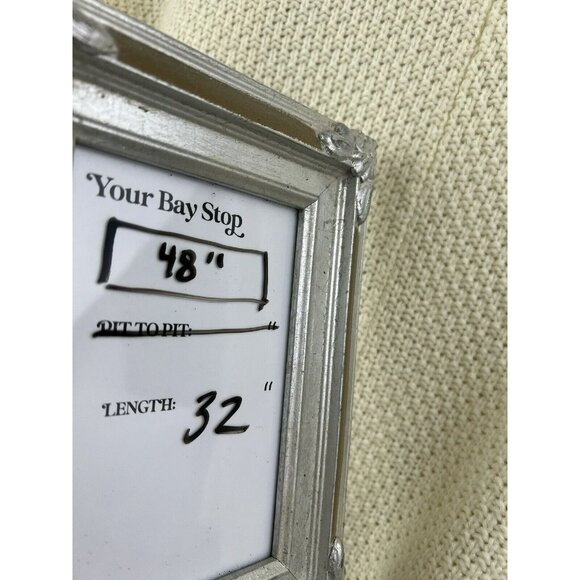 Your Bay Stop
48"
PIT TO PIT: "
LENGTH: 32 "